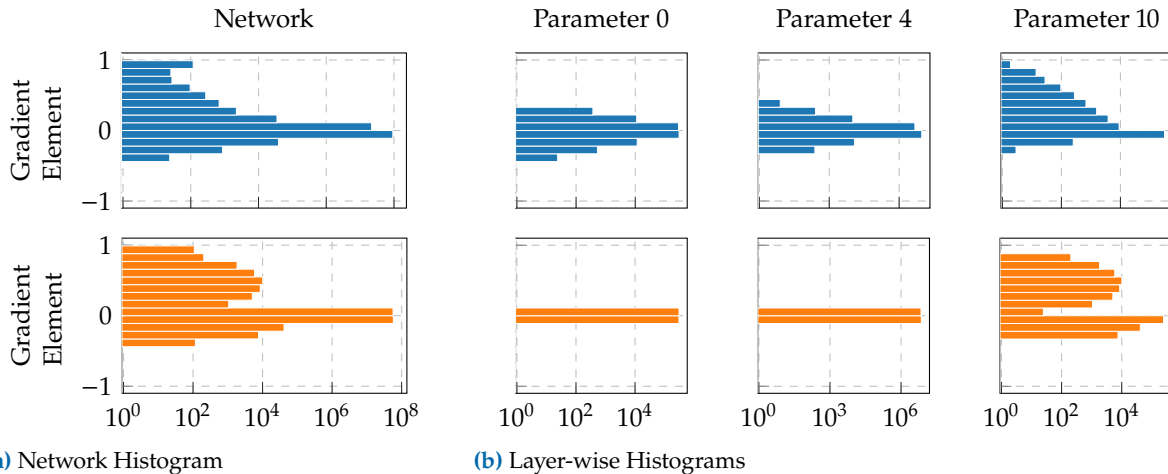 Network Parameter 0 Parameter 4 Parameter 10
Gradient
Element
1
0
−1
Gradient
Element
1
0
−1
10^0 10^2 10^4 10^6 10^8 10^0 10^2 10^4 10^0 10^3 10^6 10^0 10^2 10^4
) Network Histogram (b) Layer-wise Histograms